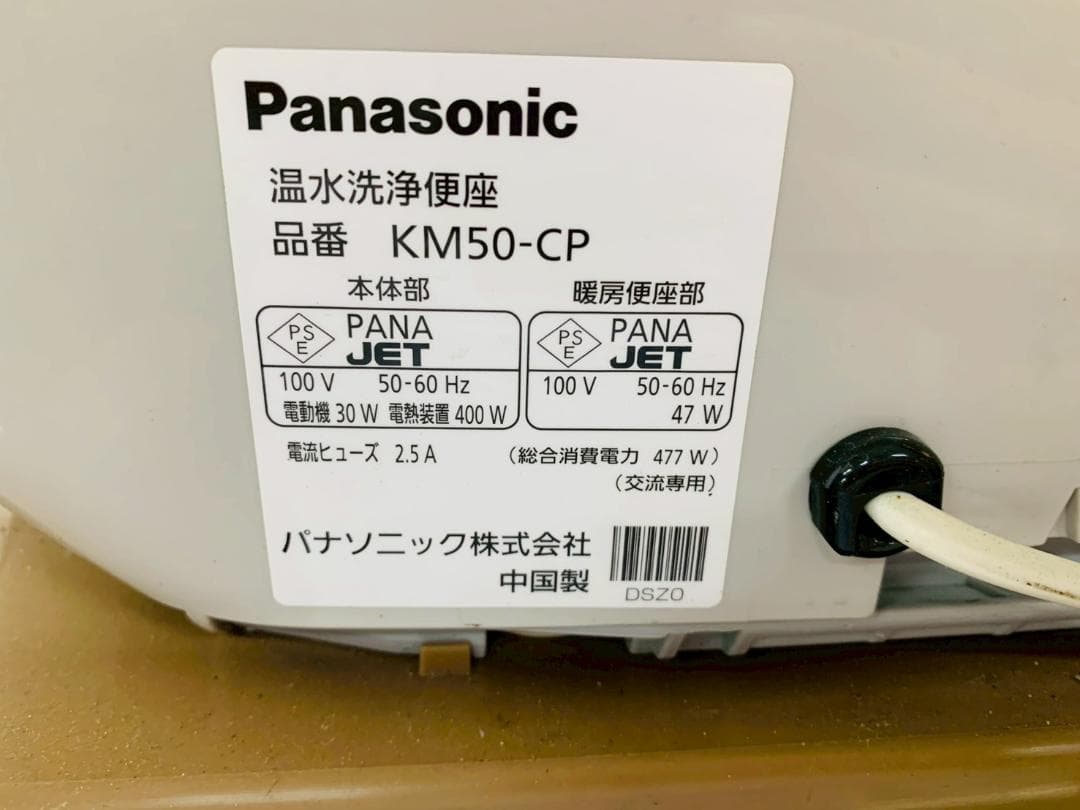 Panasonic
温水洗浄便座
品番 KM50-CP
本体部 暖房便座部
PS E PANA JET
100 V 50-60 Hz
電動機 30 W 電熱装置 400 W
PS E PANA JET
100 V 50-60 Hz
47 W
電流ヒューズ 2.5 A (総合消費電力 477 W)
(交流専用)
パナソニック株式会社
中国製
DSZ0